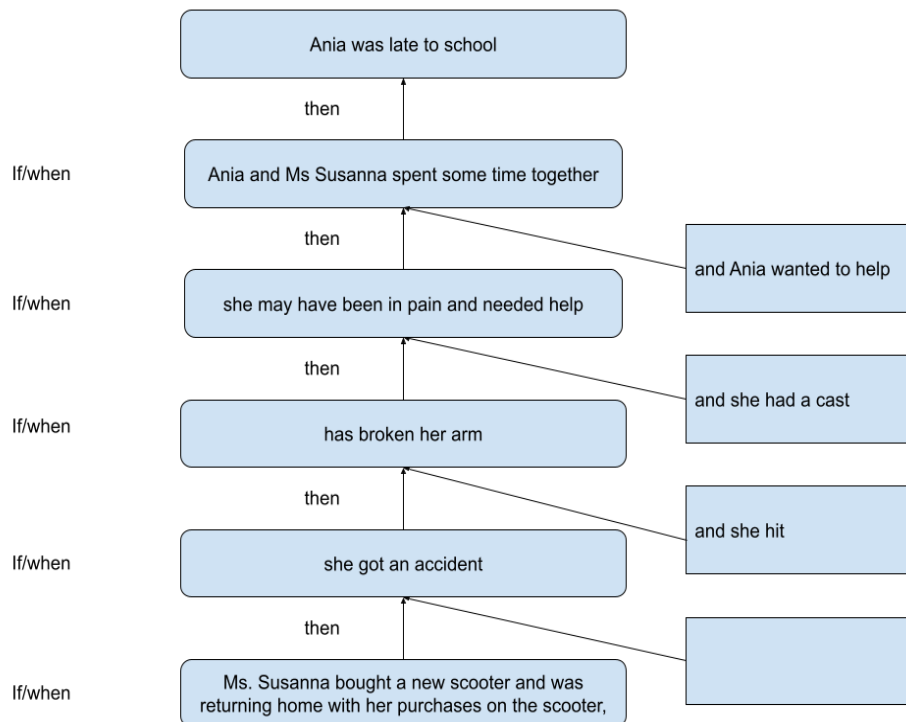 Ania was late to school
then
If/when
Ania and Ms Susanna spent some time together
then
and Ania wanted to help
If/when
she may have been in pain and needed help
then
and she had a cast
If/when
has broken her arm
then
and she hit
If/when
she got an accident
then
If/when
Ms. Susanna bought a new scooter and was
returning home with her purchases on the scooter,